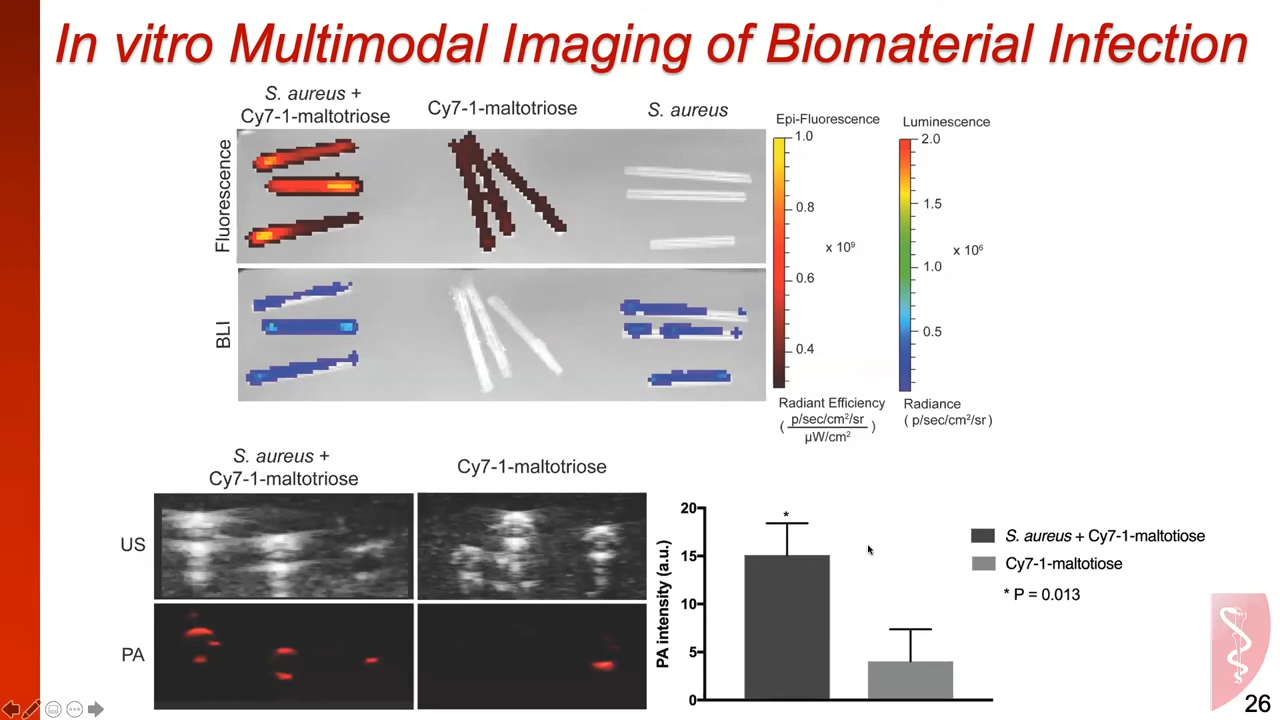 In vitro Multimodal Imaging of Biomaterial Infection
S. aureus +
Cy7-1-maltotriose
Cy7-1-maltotriose
S. aureus
Fluorescence
BLI
Epi-Fluorescence
1.0
0.8
0.6
0.4
x 10⁹
Radiant Efficiency
( p/sec/cm²/sr )
µW/cm²
Luminescence
2.0
1.5
1.0
0.5
x 10⁶
Radiance
( p/sec/cm²/sr )
S. aureus +
Cy7-1-maltotriose
Cy7-1-maltotriose
US
PA
PA intensity (a.u.)
20
15
10
5
0
*
S. aureus + Cy7-1-maltotiose
Cy7-1-maltotiose
* P = 0.013
26